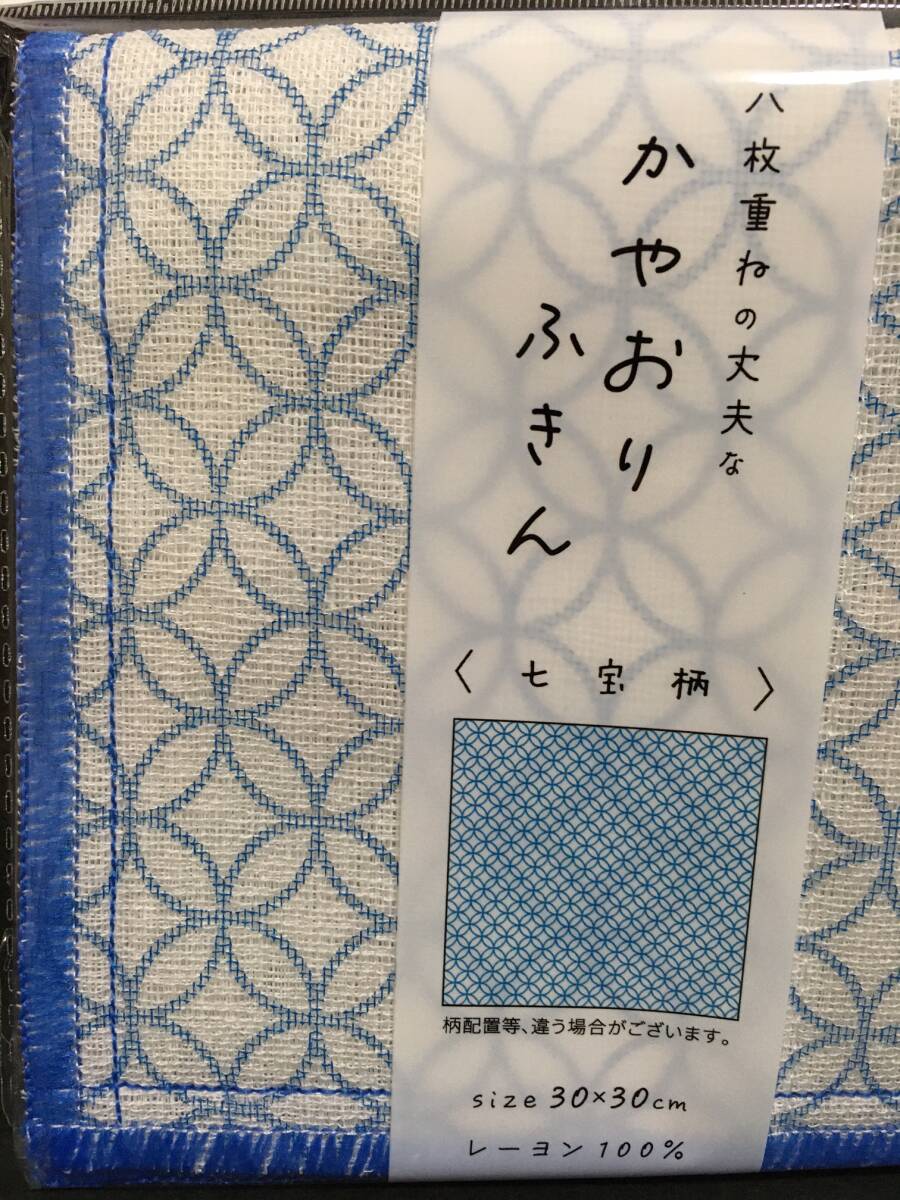 八枚重ねの丈夫な
かやおり
ふきん
〈七宝柄〉
柄配置等、違う場合がございます。
size 30×30cm
レーヨン100%